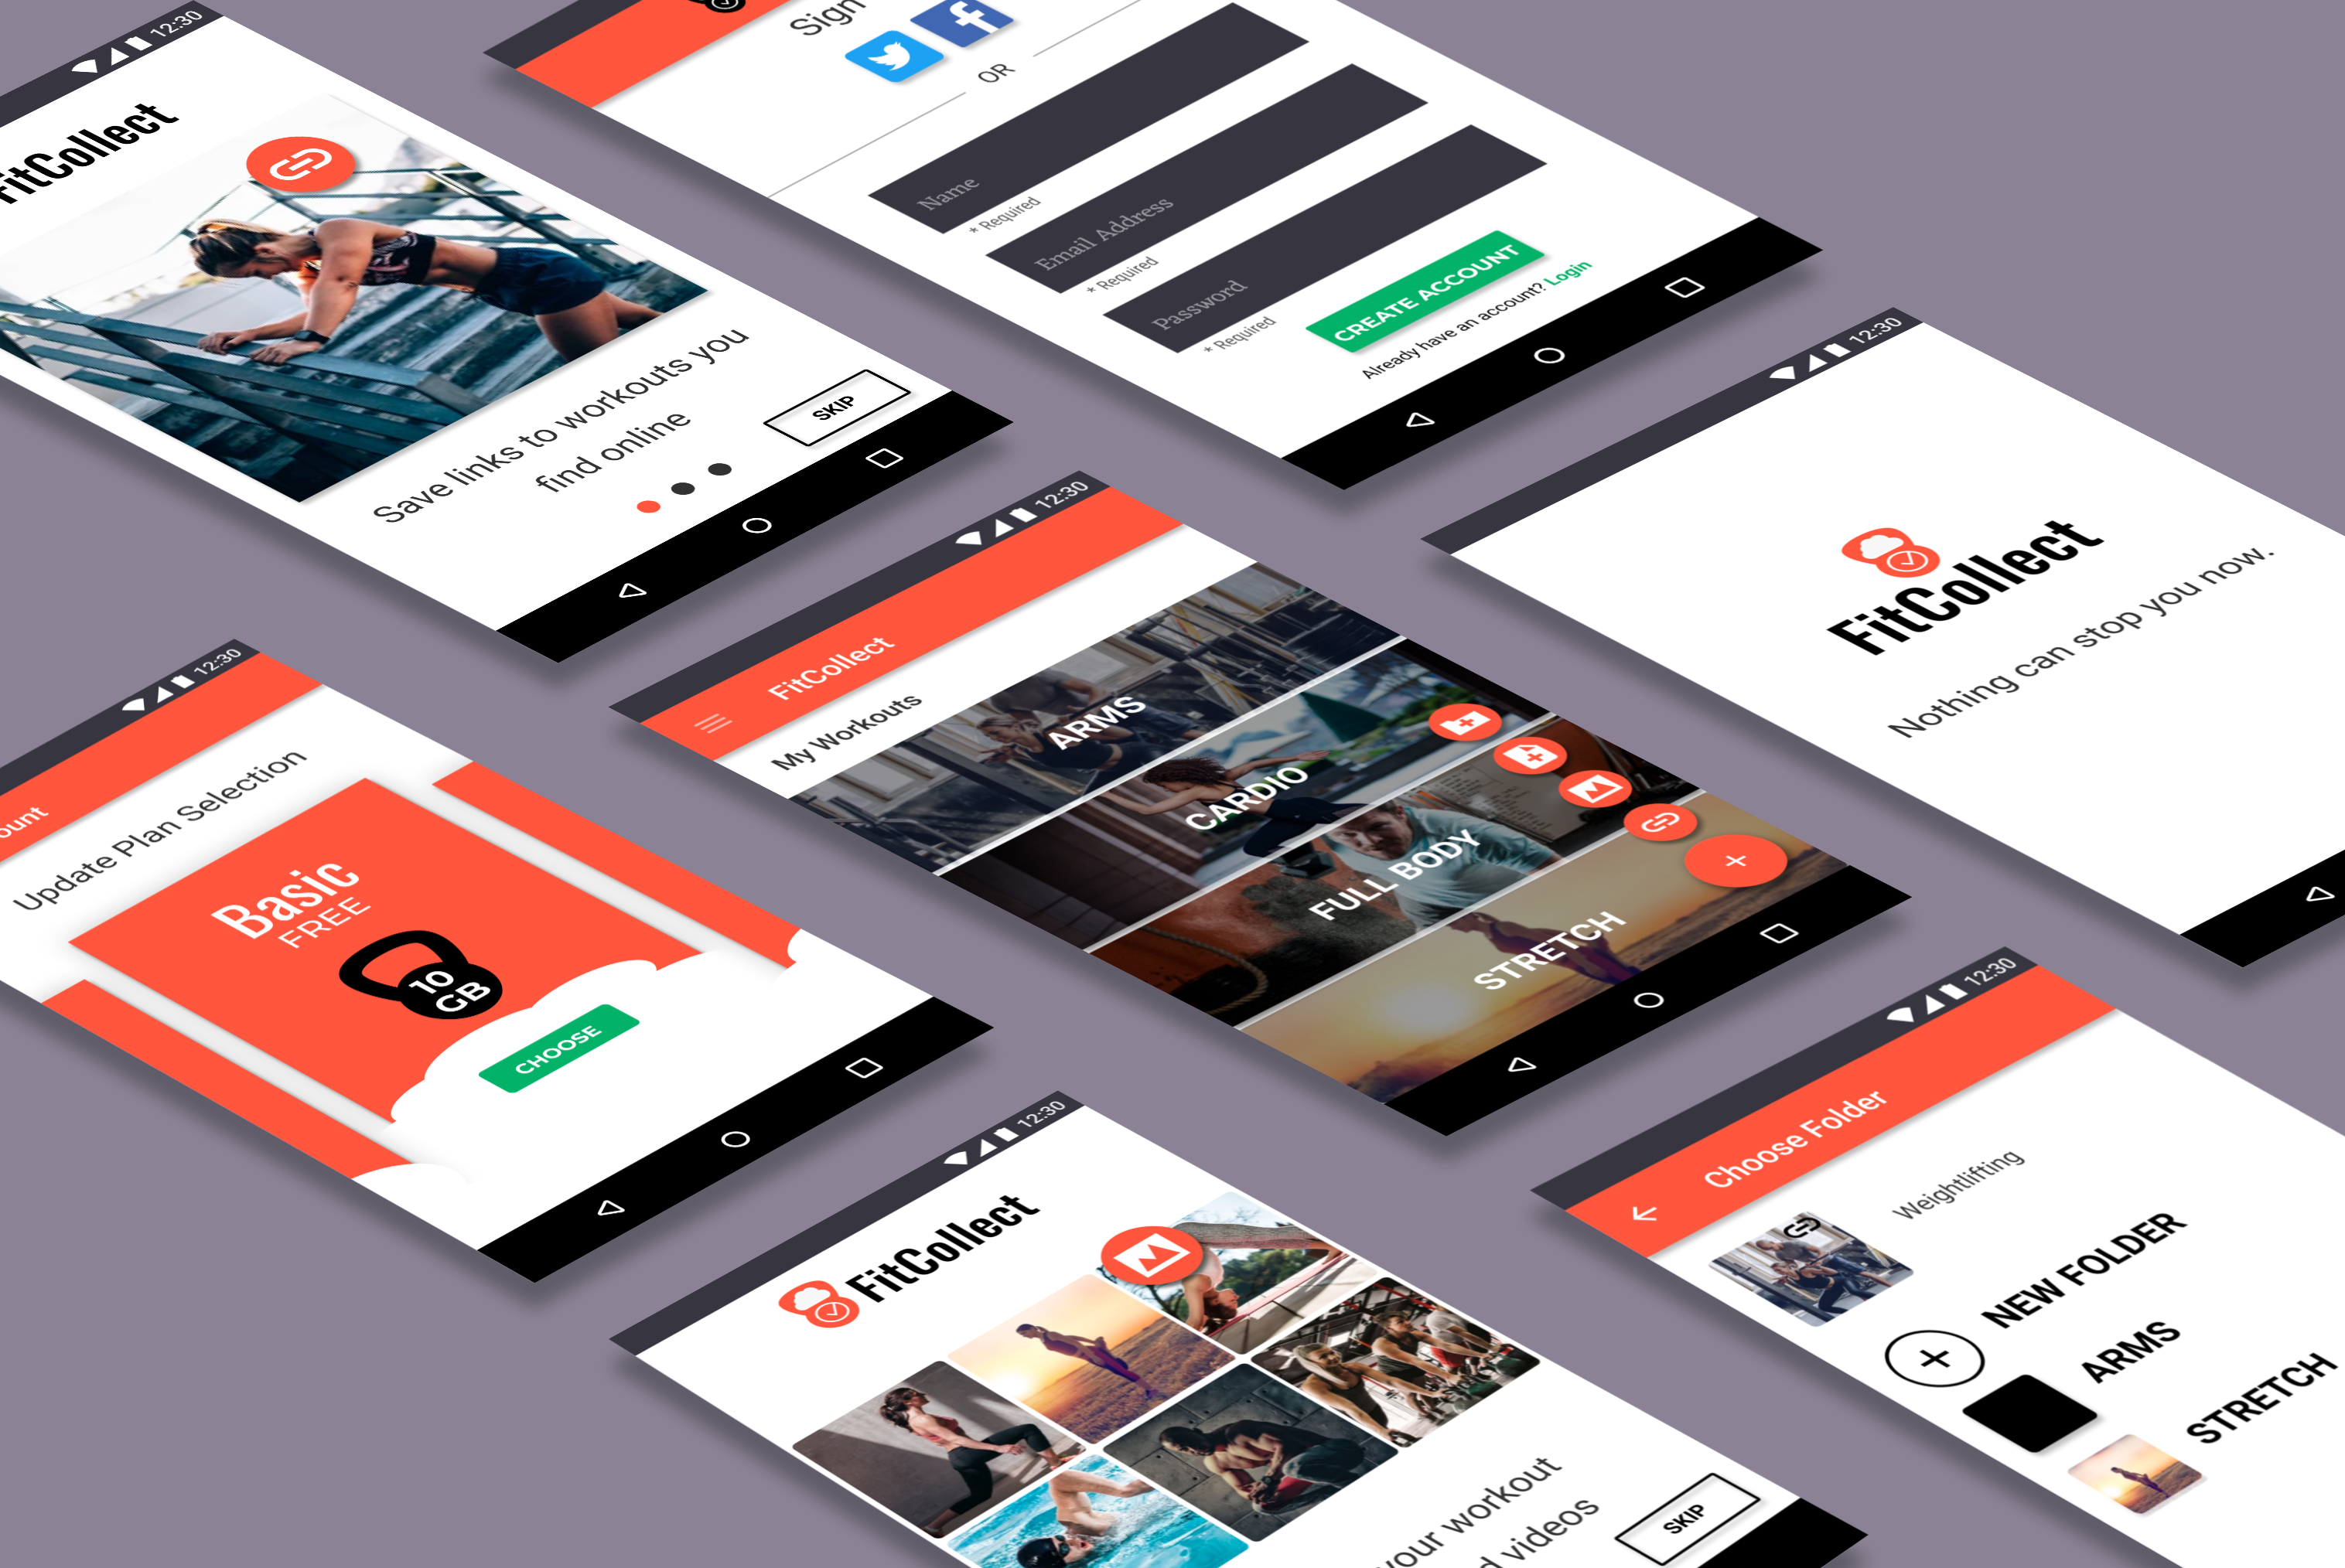 12:30
FitCollect
Save links to workouts you
find online
SKIP
Sign
OR
Name
* Required
Email Address
* Required
Password
* Required
CREATE ACCOUNT
Already have an account? Login
12:30
FitCollect
Nothing can stop you now.
12:30
Update Plan Selection
Basic
FREE
10
GB
CHOOSE
12:30
FitCollect
My Workouts
ARMS
CARDIO
FULL BODY
STRETCH
12:30
FitCollect
your workout
videos
SKIP
12:30
Choose Folder
Weightlifting
NEW FOLDER
ARMS
STRETCH